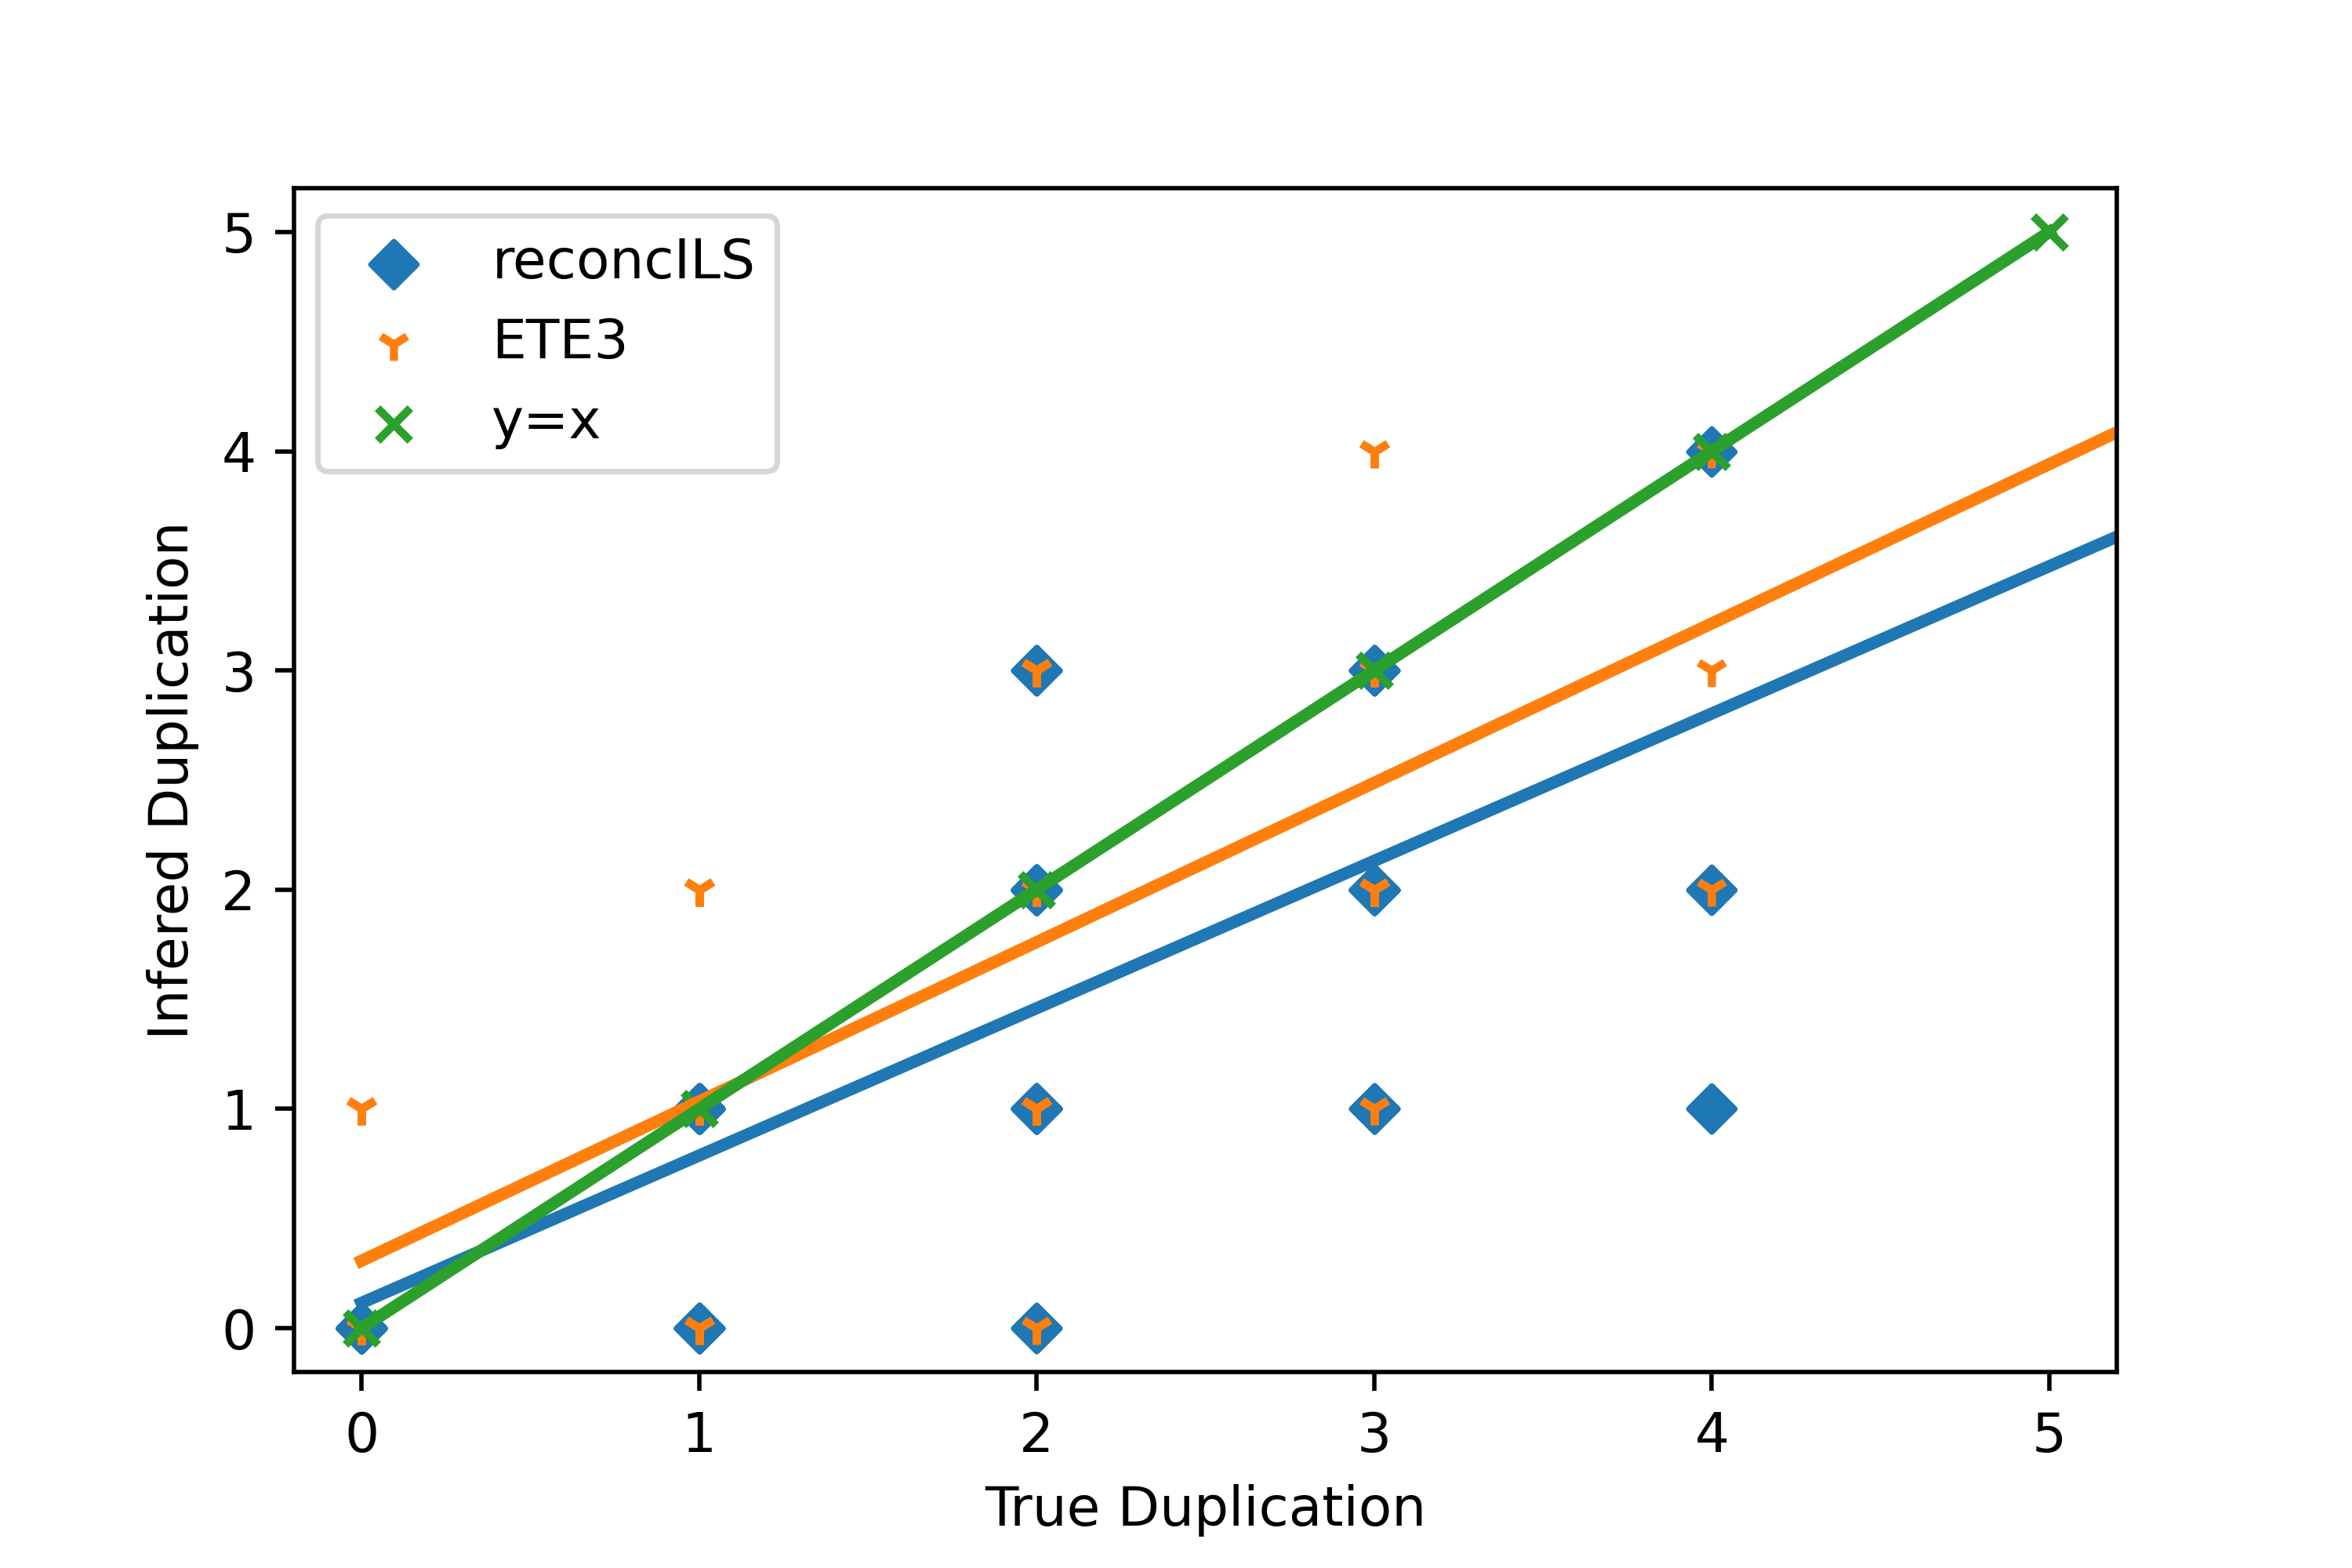 reconcILS
ETE3
y=x
5
4
3
2
1
0
Infered Duplication
0 1 2 3 4 5
True Duplication